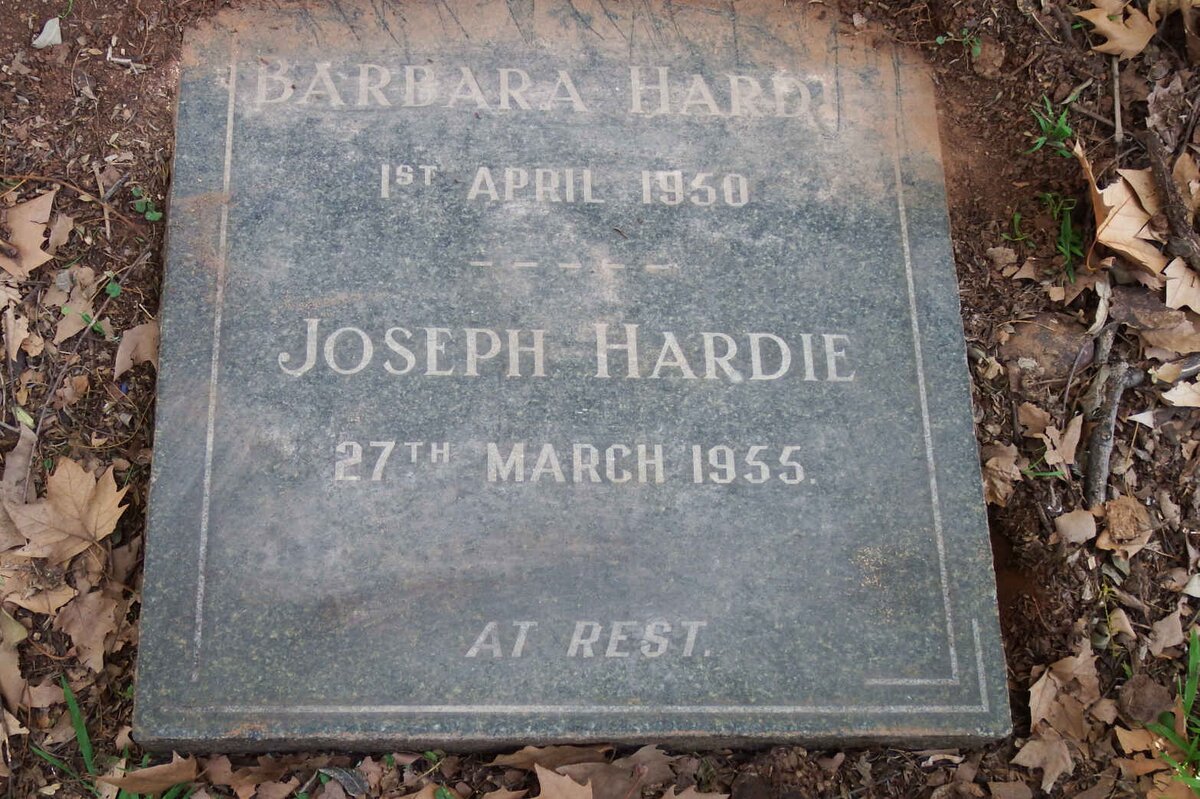 BARBARA
1ST APRIL 1950
- - - - -
JOSEPH HARDIE
27TH MARCH 1955.
AT REST.